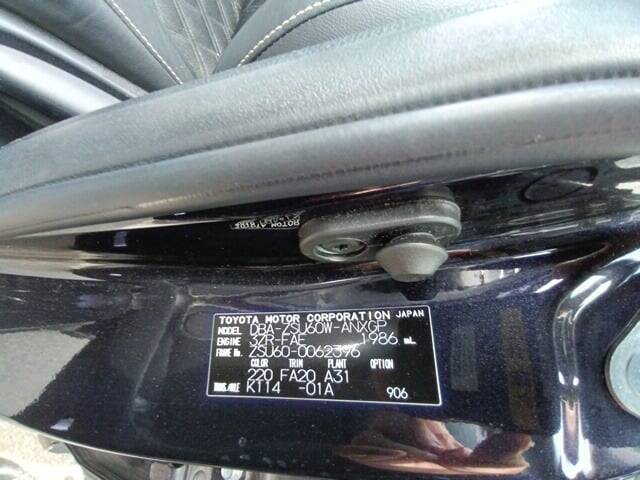 TOYOTA MOTOR CORPORATION JAPAN
MODEL DBA-ZSU60W-ANXGP
ENGINE 3ZR-FAE 1986 mL
FRAME No. ZSU60-0062396
COLOR TRIM PLANT OPTION
220 FA20 A31
TRANS./AXLE K114 -01A
906